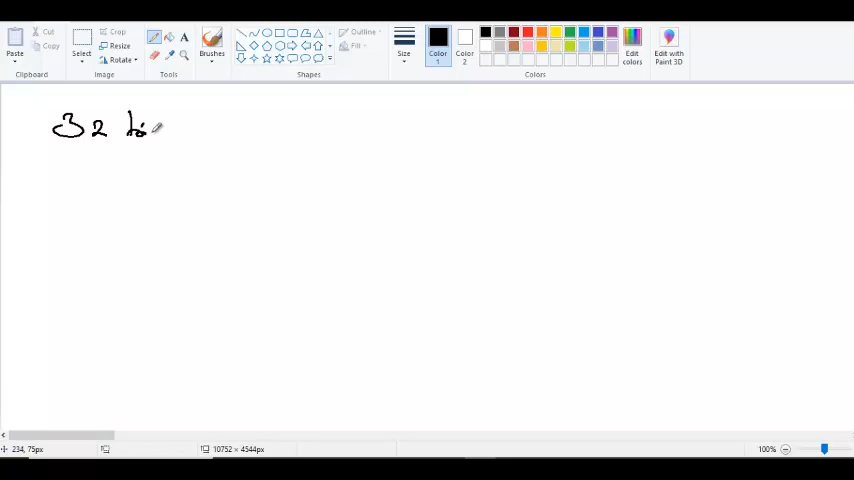 Paste
Clipboard
Cut
Copy
Select
Crop
Resize
Rotate
Image
Tools
Brushes
Shapes
Outline
Fill
Size
Color 1
Color 2
Colors
Edit colors
Edit with Paint 3D
32 bi
234, 75px
10752 × 4544px
100%